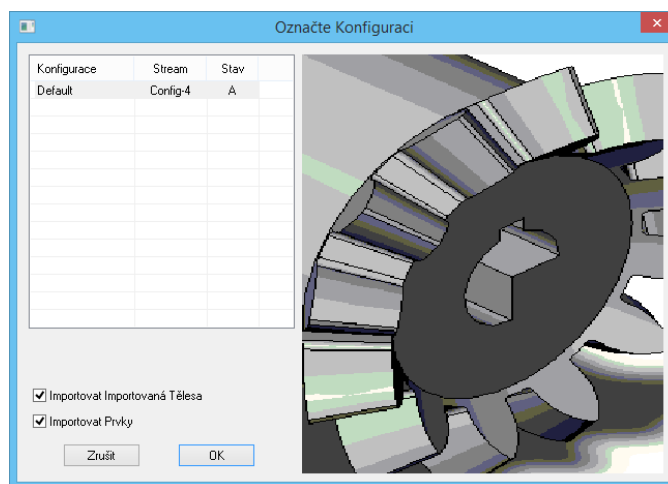 Označte Konfiguraci
Konfigurace Stream Stav
Default Config-4 A
Importovat Importovaná Tělesa
Importovat Prvky
Zrušit OK